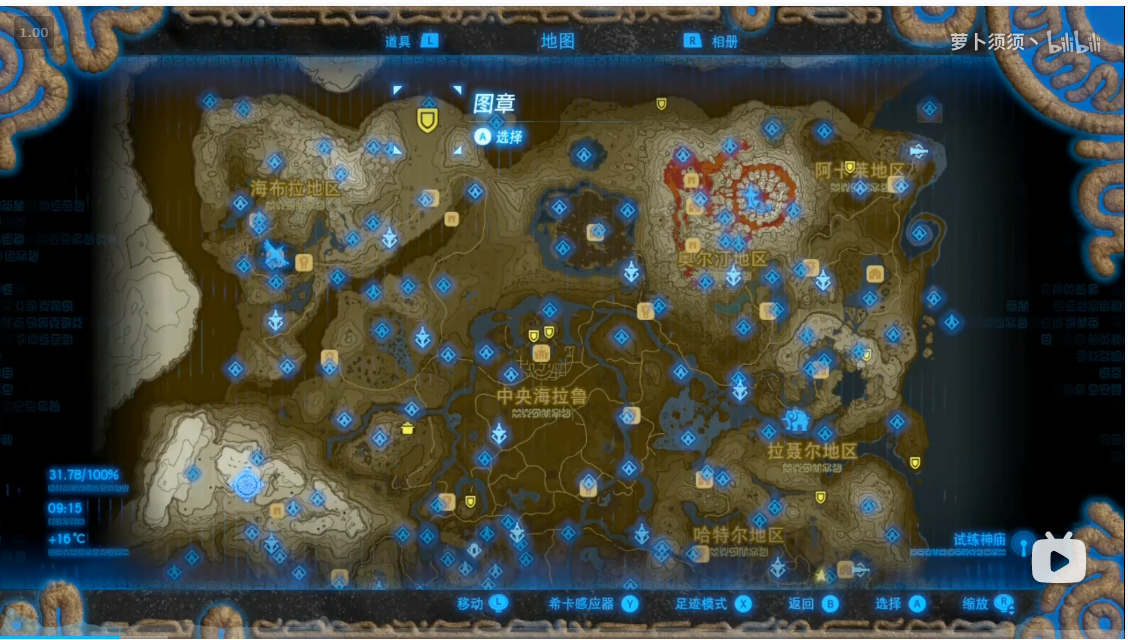 1.00
道具 L
地图
R 相册
萝卜须须丶 bilibili
图章
A 选择
海布拉地区
阿卡莱地区
奥尔汀地区
中央海拉鲁
拉聂尔地区
哈特尔地区
31.78/100%
09:15
+16°C
试练神庙
移动 L
希卡感应器 Y
足迹模式 X
返回 B
选择 A
缩放 R